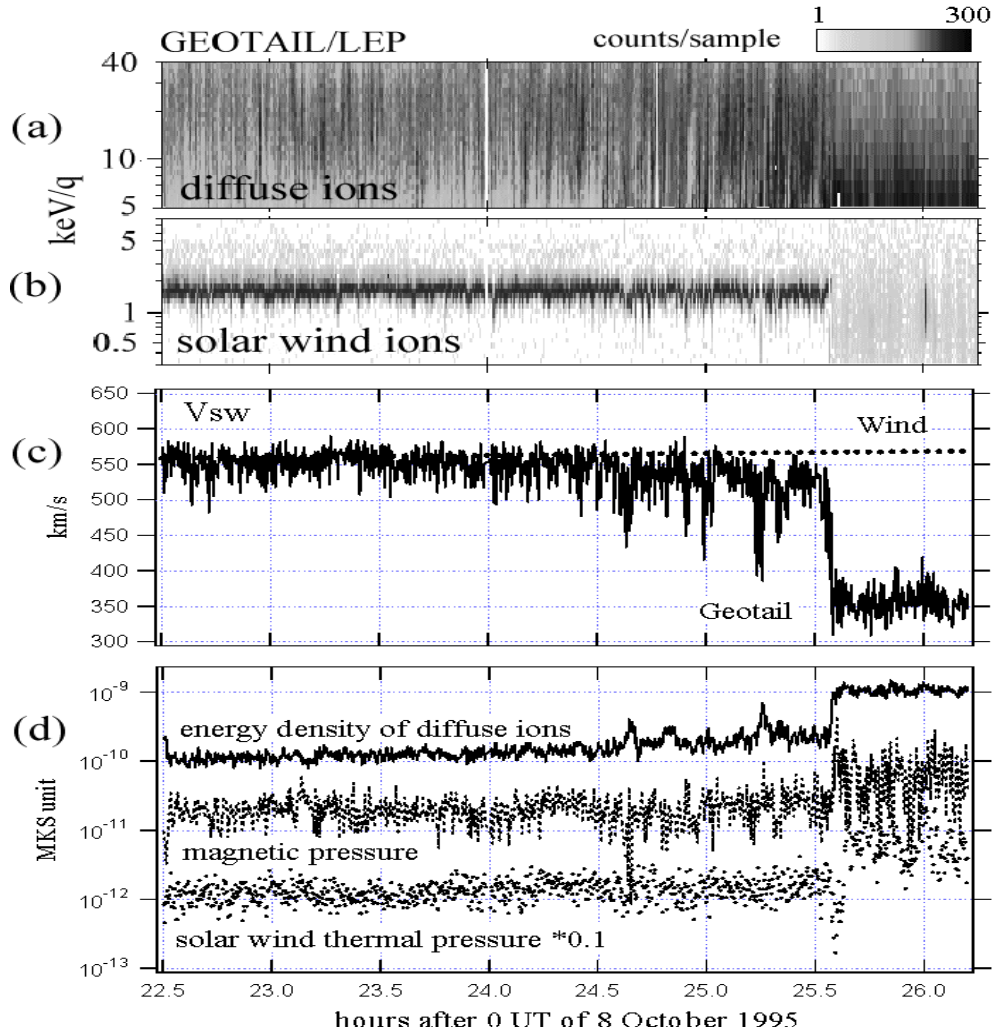 1 300
GEOTAIL/LEP counts/sample
(a)
40
10
5
diffuse ions
keV/q
(b)
5
1
0.5
solar wind ions
(c)
650
600
550
500
450
400
350
300
km/s
Vsw
Wind
Geotail
(d)
10-9
10-10
10-11
10-12
10-13
MKS unit
energy density of diffuse ions
magnetic pressure
solar wind thermal pressure *0.1
22.5 23.0 23.5 24.0 24.5 25.0 25.5 26.0
hours after 0 UT of 8 October 1995